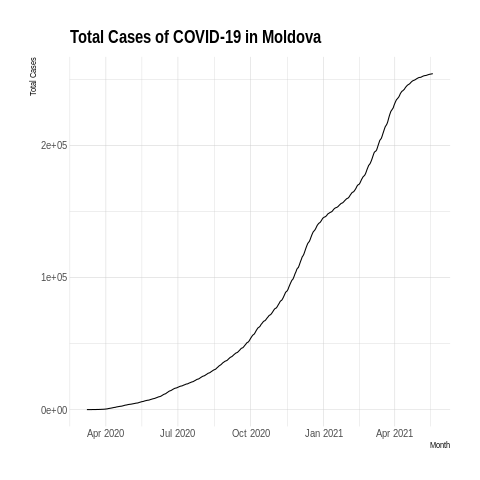 Total Cases of COVID-19 in Moldova
Total Cases
2e+05
1e+05
0e+00
Apr 2020 Jul 2020 Oct 2020 Jan 2021 Apr 2021
Month